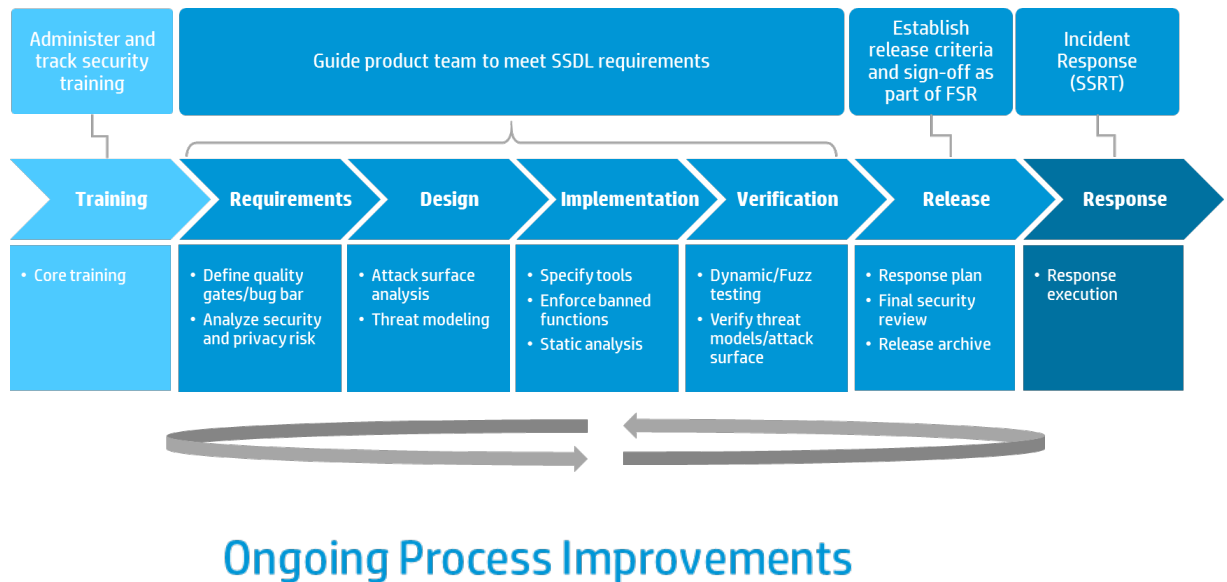 Administer and
track security
training
Guide product team to meet SSDL requirements
Establish
release criteria
and sign-off as
part of FSR
Incident
Response
(SSRT)
Training
Requirements
Design
Implementation
Verification
Release
Response
• Core training
• Define quality
gates/bug bar
• Analyze security
and privacy risk
• Attack surface
analysis
• Threat modeling
• Specify tools
• Enforce banned
functions
• Static analysis
• Dynamic/Fuzz
testing
• Verify threat
models/attack
surface
• Response plan
• Final security
review
• Release archive
• Response
execution
Ongoing Process Improvements